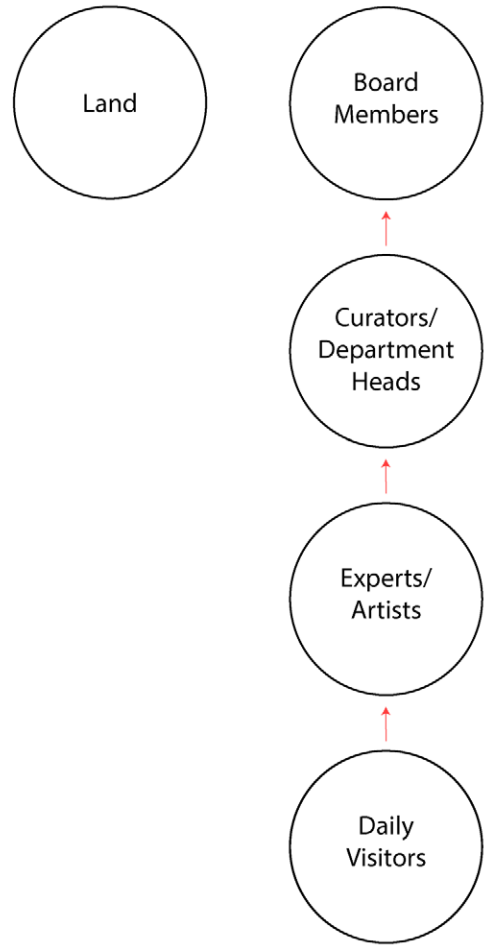 Land
Board
Members
Curators/
Department
Heads
Experts/
Artists
Daily
Visitors